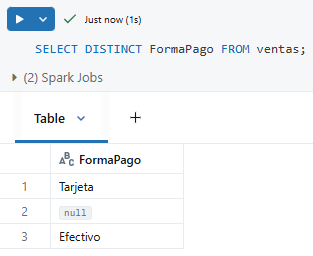 Just now (1s)
SELECT DISTINCT FormaPago FROM ventas;
(2) Spark Jobs
Table
+
ABC FormaPago
1 Tarjeta
2 null
3 Efectivo